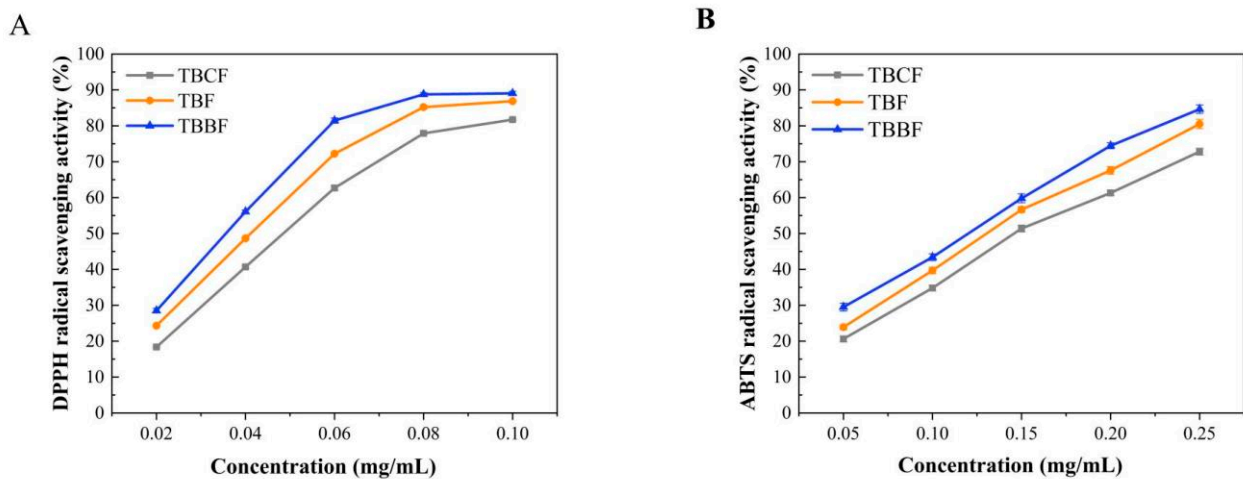 A
DPPH radical scavenging activity (%)
100
90
80
70
60
50
40
30
20
10
0
TBCF
TBF
TBBF
0.02 0.04 0.06 0.08 0.10
Concentration (mg/mL)
B
ABTS radical scavenging activity (%)
100
90
80
70
60
50
40
30
20
10
0
TBCF
TBF
TBBF
0.05 0.10 0.15 0.20 0.25
Concentration (mg/mL)